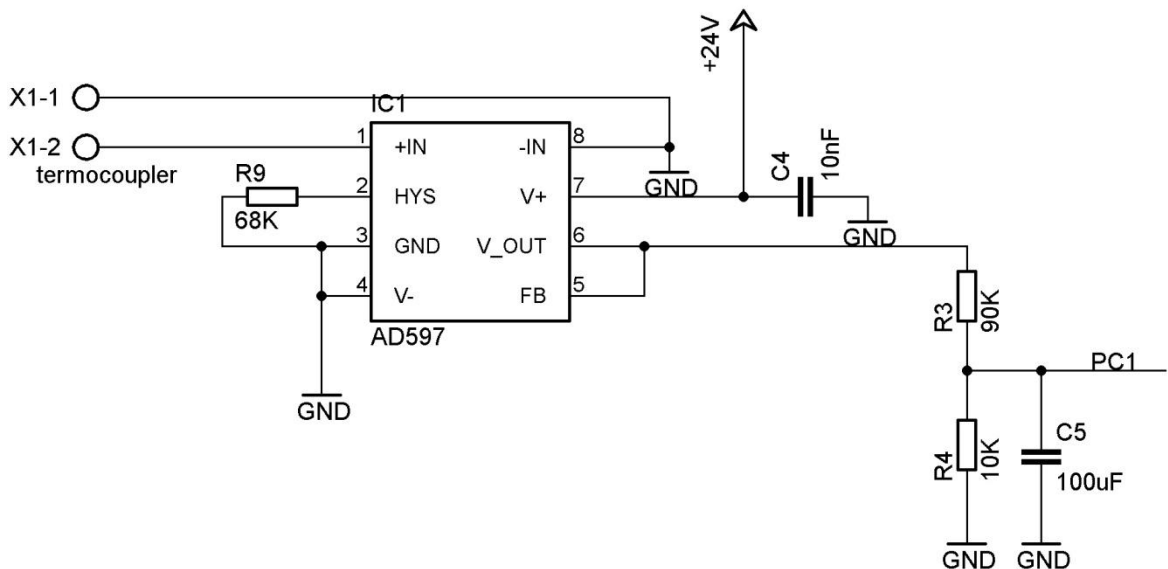 +24V
X1-1
IC1
X1-2
termocoupler
1
+IN
-IN
8
GND
C4
10nF
R9
68K
2
HYS
V+
7
GND
3
GND
V_OUT
6
4
V-
FB
5
AD597
R3
90K
GND
PC1
R4
10K
C5
100uF
GND
GND